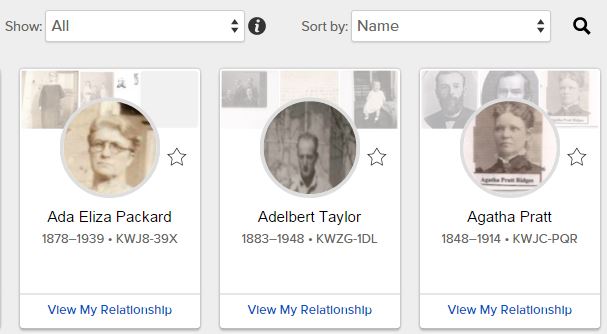 Show: All Sort by: Name
Ada Eliza Packard
1878–1939 • KWJ8-39X
View My Relationship
Adelbert Taylor
1883–1948 • KWZG-1DL
View My Relationship
Agatha Pratt Ridges
Agatha Pratt
1848–1914 • KWJC-PQR
View My Relationship